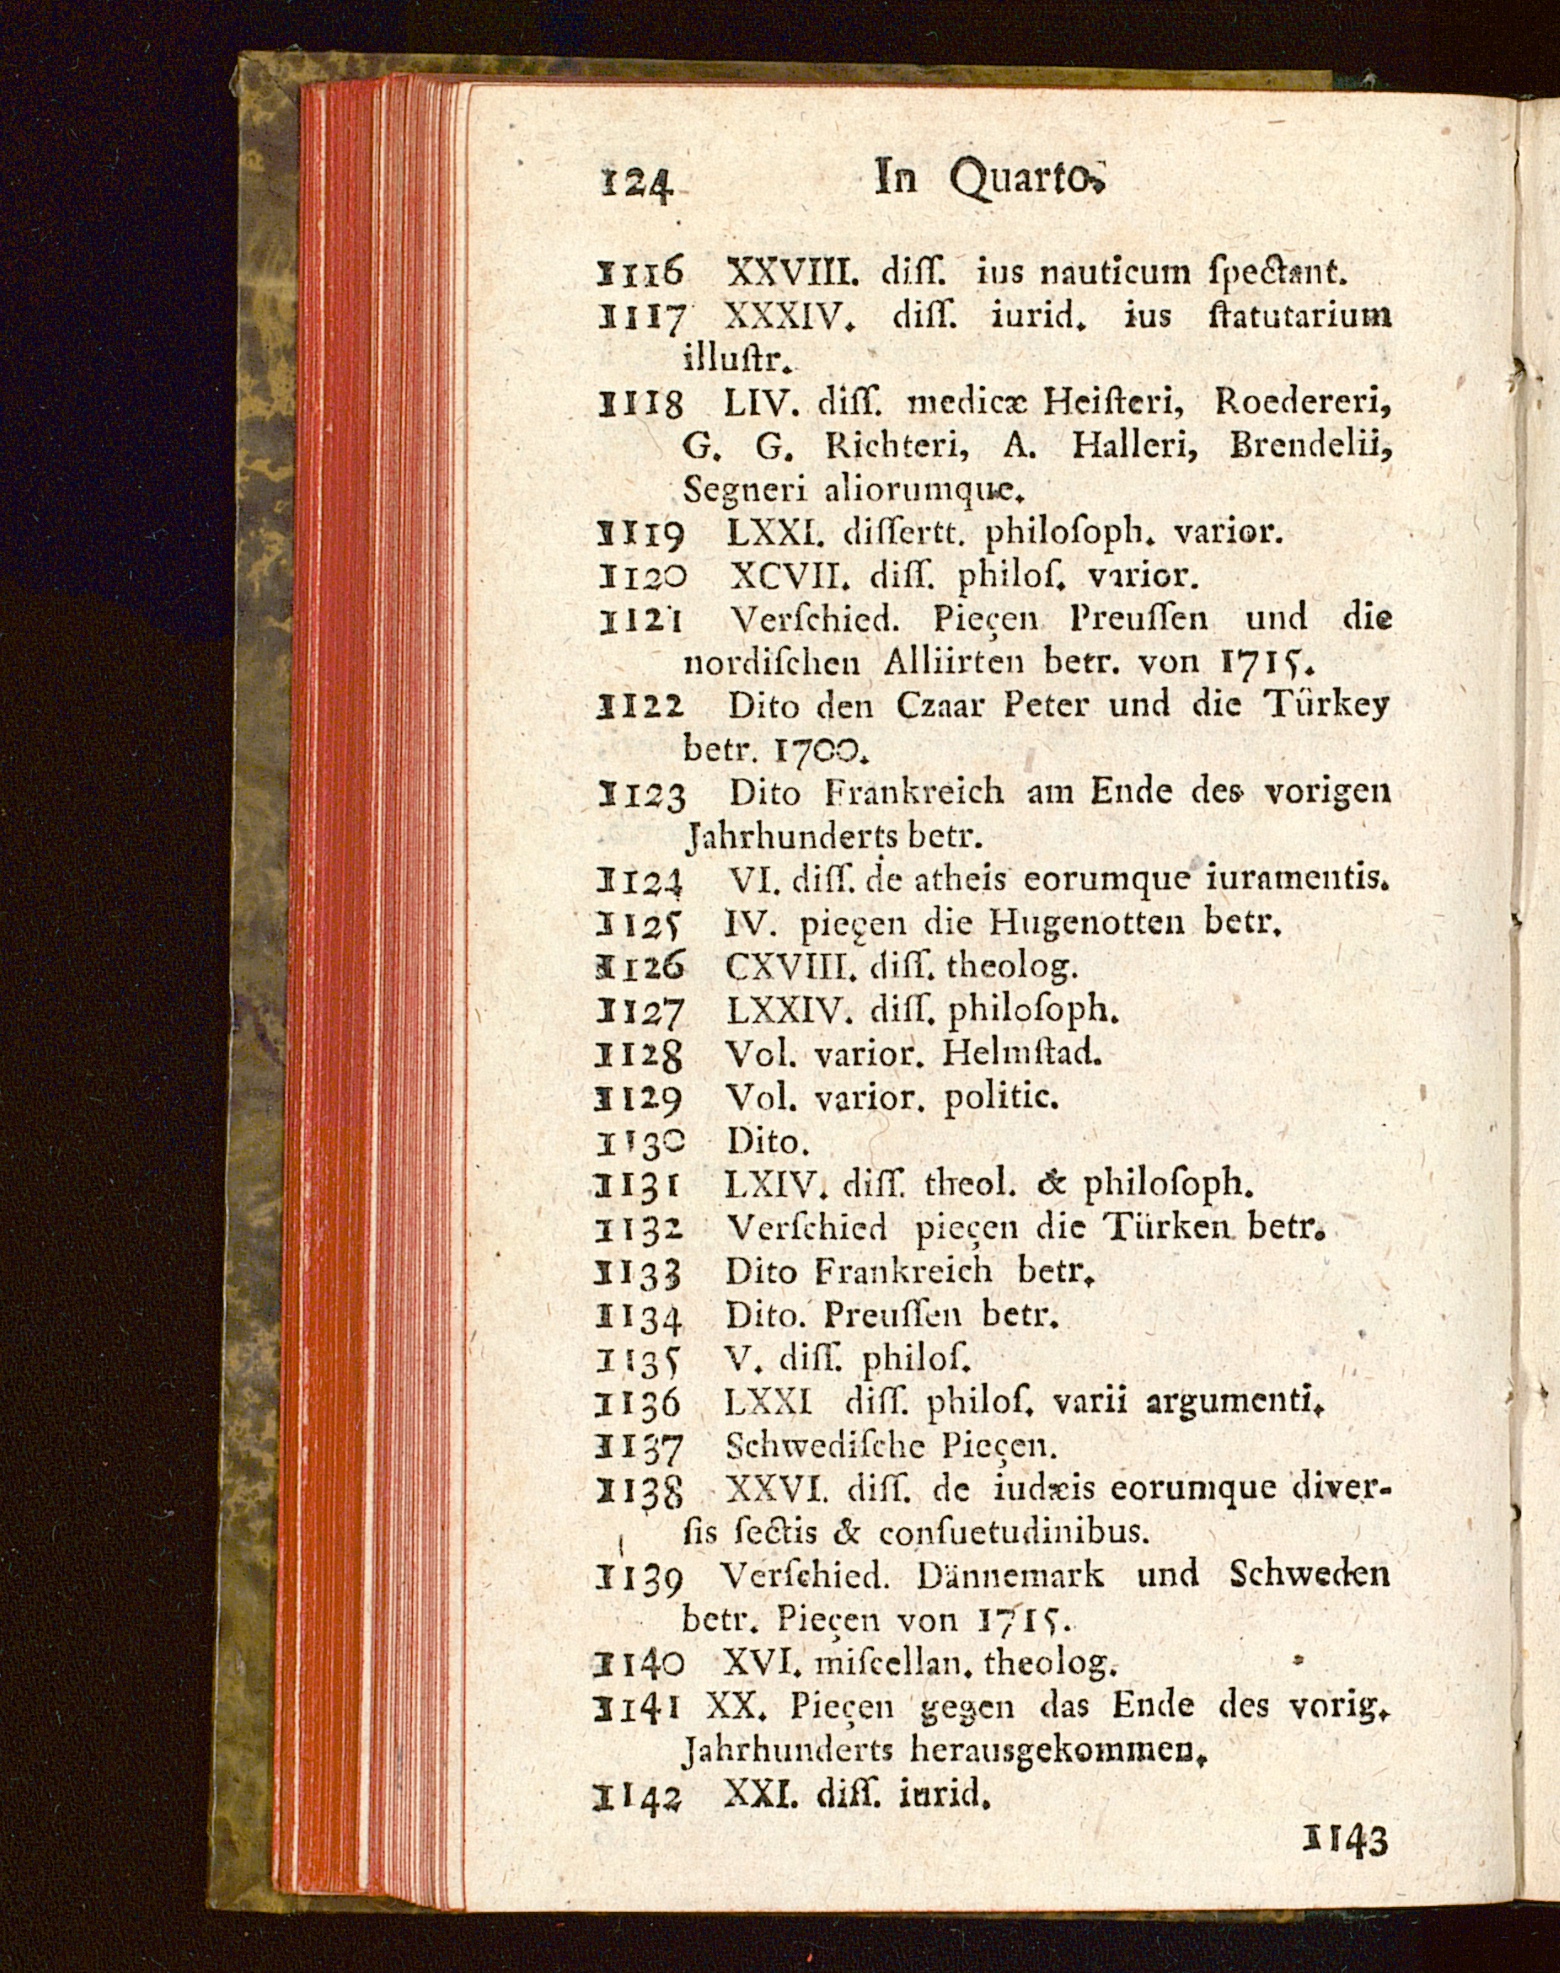 124 In Quarto.
1116 XXVIII. diſſ. ius nauticum ſpectant.
1117 XXXIV. diſſ. iurid. ius ſtatutarium
illuſtr.
1118 LIV. diſſ. medicæ Heiſteri, Roedereri,
G. G. Richteri, A. Halleri, Brendelii,
Segneri aliorumque.
1119 LXXI. diſſertt. philoſoph. varior.
1120 XCVII. diſſ. philoſ. varior.
1121 Verſchied. Pieçen Preuſſen und die
nordiſchen Alliirten betr. von 1715.
1122 Dito den Czaar Peter und die Türkey
betr. 1700.
1123 Dito Frankreich am Ende des vorigen
Jahrhunderts betr.
1124 VI. diſſ. de atheis eorumque iuramentis.
1125 IV. pieçen die Hugenotten betr.
1126 CXVIII. diſſ. theolog.
1127 LXXIV. diſſ. philoſoph.
1128 Vol. varior. Helmſtad.
1129 Vol. varior. politic.
1130 Dito.
1131 LXIV. diſſ. theol. & philoſoph.
1132 Verſchied pieçen die Türken betr.
1133 Dito Frankreich betr.
1134 Dito. Preuſſen betr.
1135 V. diſſ. philoſ.
1136 LXXI diſſ. philoſ. varii argumenti.
1137 Schwediſche Pieçen.
1138 XXVI. diſſ. de iudæis eorumque diver-
ſis ſectis & conſuetudinibus.
1139 Verſchied. Dännemark und Schweden
betr. Pieçen von 1715.
1140 XVI. miſcellan. theolog.
1141 XX. Pieçen gegen das Ende des vorig.
Jahrhunderts herausgekommen.
1142 XXI. diſſ. iurid.
1143